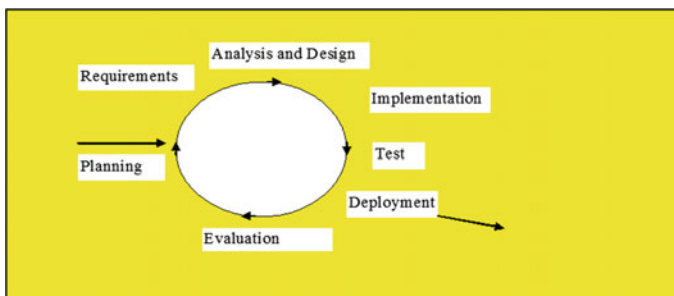 Analysis and Design
Requirements
Implementation
Test
Planning
Deployment
Evaluation